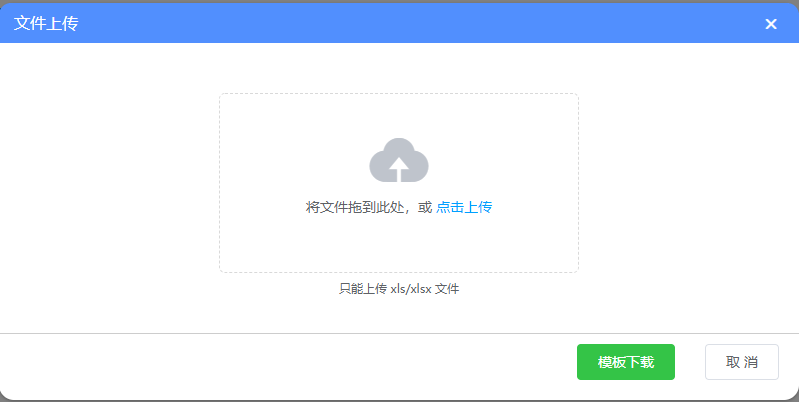 文件上传
将文件拖到此处，或 点击上传
只能上传 xls/xlsx 文件
模板下载
取 消